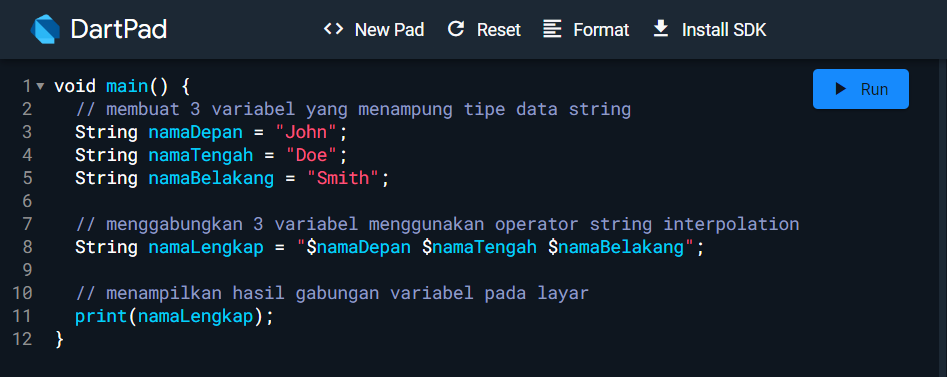 DartPad
<> New Pad Reset Format Install SDK
Run
1 void main() {
2 // membuat 3 variabel yang menampung tipe data string
3 String namaDepan = "John";
4 String namaTengah = "Doe";
5 String namaBelakang = "Smith";
6
7 // menggabungkan 3 variabel menggunakan operator string interpolation
8 String namaLengkap = "$namaDepan $namaTengah $namaBelakang";
9
10 // menampilkan hasil gabungan variabel pada layar
11 print(namaLengkap);
12 }